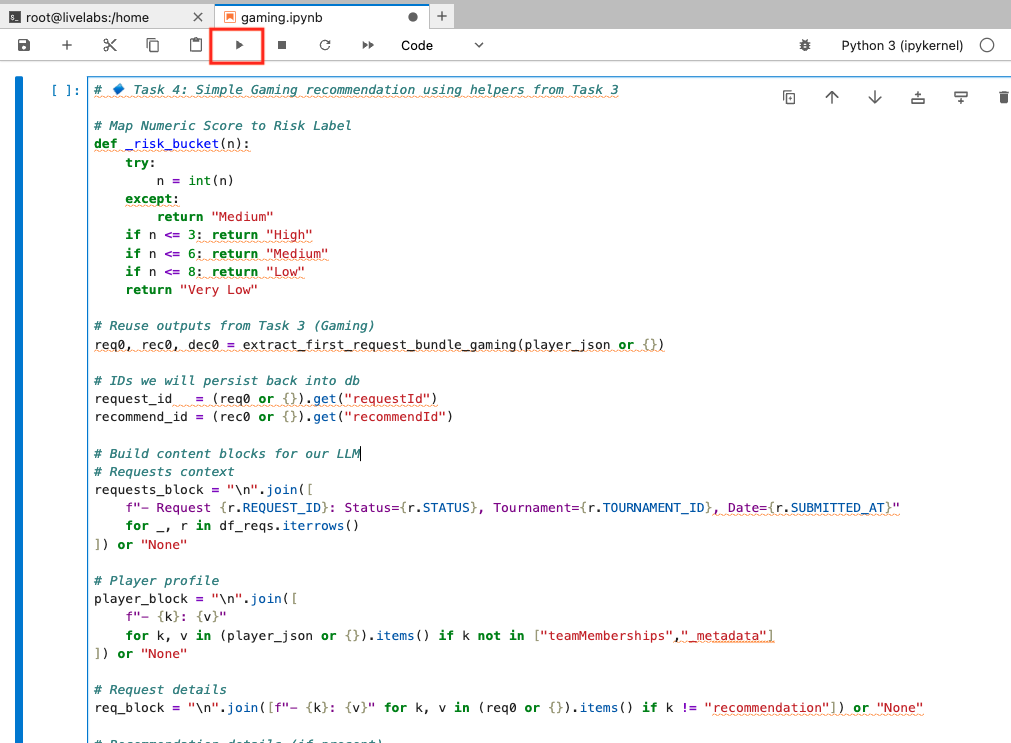 root@livelabs:/home
gaming.ipynb
Code
Python 3 (ipykernel)
[ ]:
# 🔷 Task 4: Simple Gaming recommendation using helpers from Task 3
# Map Numeric Score to Risk Label
def _risk_bucket(n):
    try:
        n = int(n)
    except:
        return "Medium"
    if n <= 3: return "High"
    if n <= 6: return "Medium"
    if n <= 8: return "Low"
    return "Very Low"
# Reuse outputs from Task 3 (Gaming)
req0, rec0, dec0 = extract_first_request_bundle_gaming(player_json or {})
# IDs we will persist back into db
request_id   = (req0 or {}).get("requestId")
recommend_id = (rec0 or {}).get("recommendId")
# Build content blocks for our LLM
# Requests context
requests_block = "\n".join([
    f"- Request {r.REQUEST_ID}: Status={r.STATUS}, Tournament={r.TOURNAMENT_ID}, Date={r.SUBMITTED_AT}"
    for _, r in df_reqs.iterrows()
]) or "None"
# Player profile
player_block = "\n".join([
    f"- {k}: {v}"
    for k, v in (player_json or {}).items() if k not in ["teamMemberships","_metadata"]
]) or "None"
# Request details
req_block = "\n".join([f"- {k}: {v}" for k, v in (req0 or {}).items() if k != "recommendation"]) or "None"
# Recommendation details (if present)